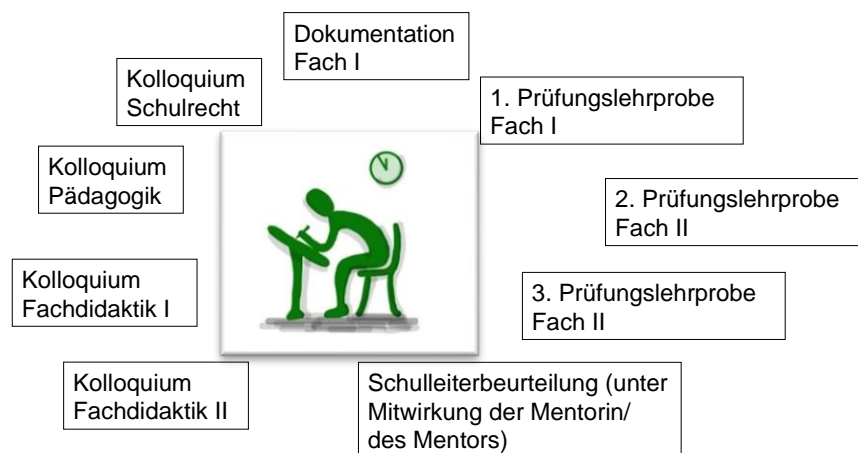 Dokumentation
Fach I
1. Prüfungslehrprobe
Fach I
2. Prüfungslehrprobe
Fach II
3. Prüfungslehrprobe
Fach II
Schulleiterbeurteilung (unter
Mitwirkung der Mentorin/
des Mentors)
Kolloquium
Fachdidaktik II
Kolloquium
Fachdidaktik I
Kolloquium
Pädagogik
Kolloquium
Schulrecht